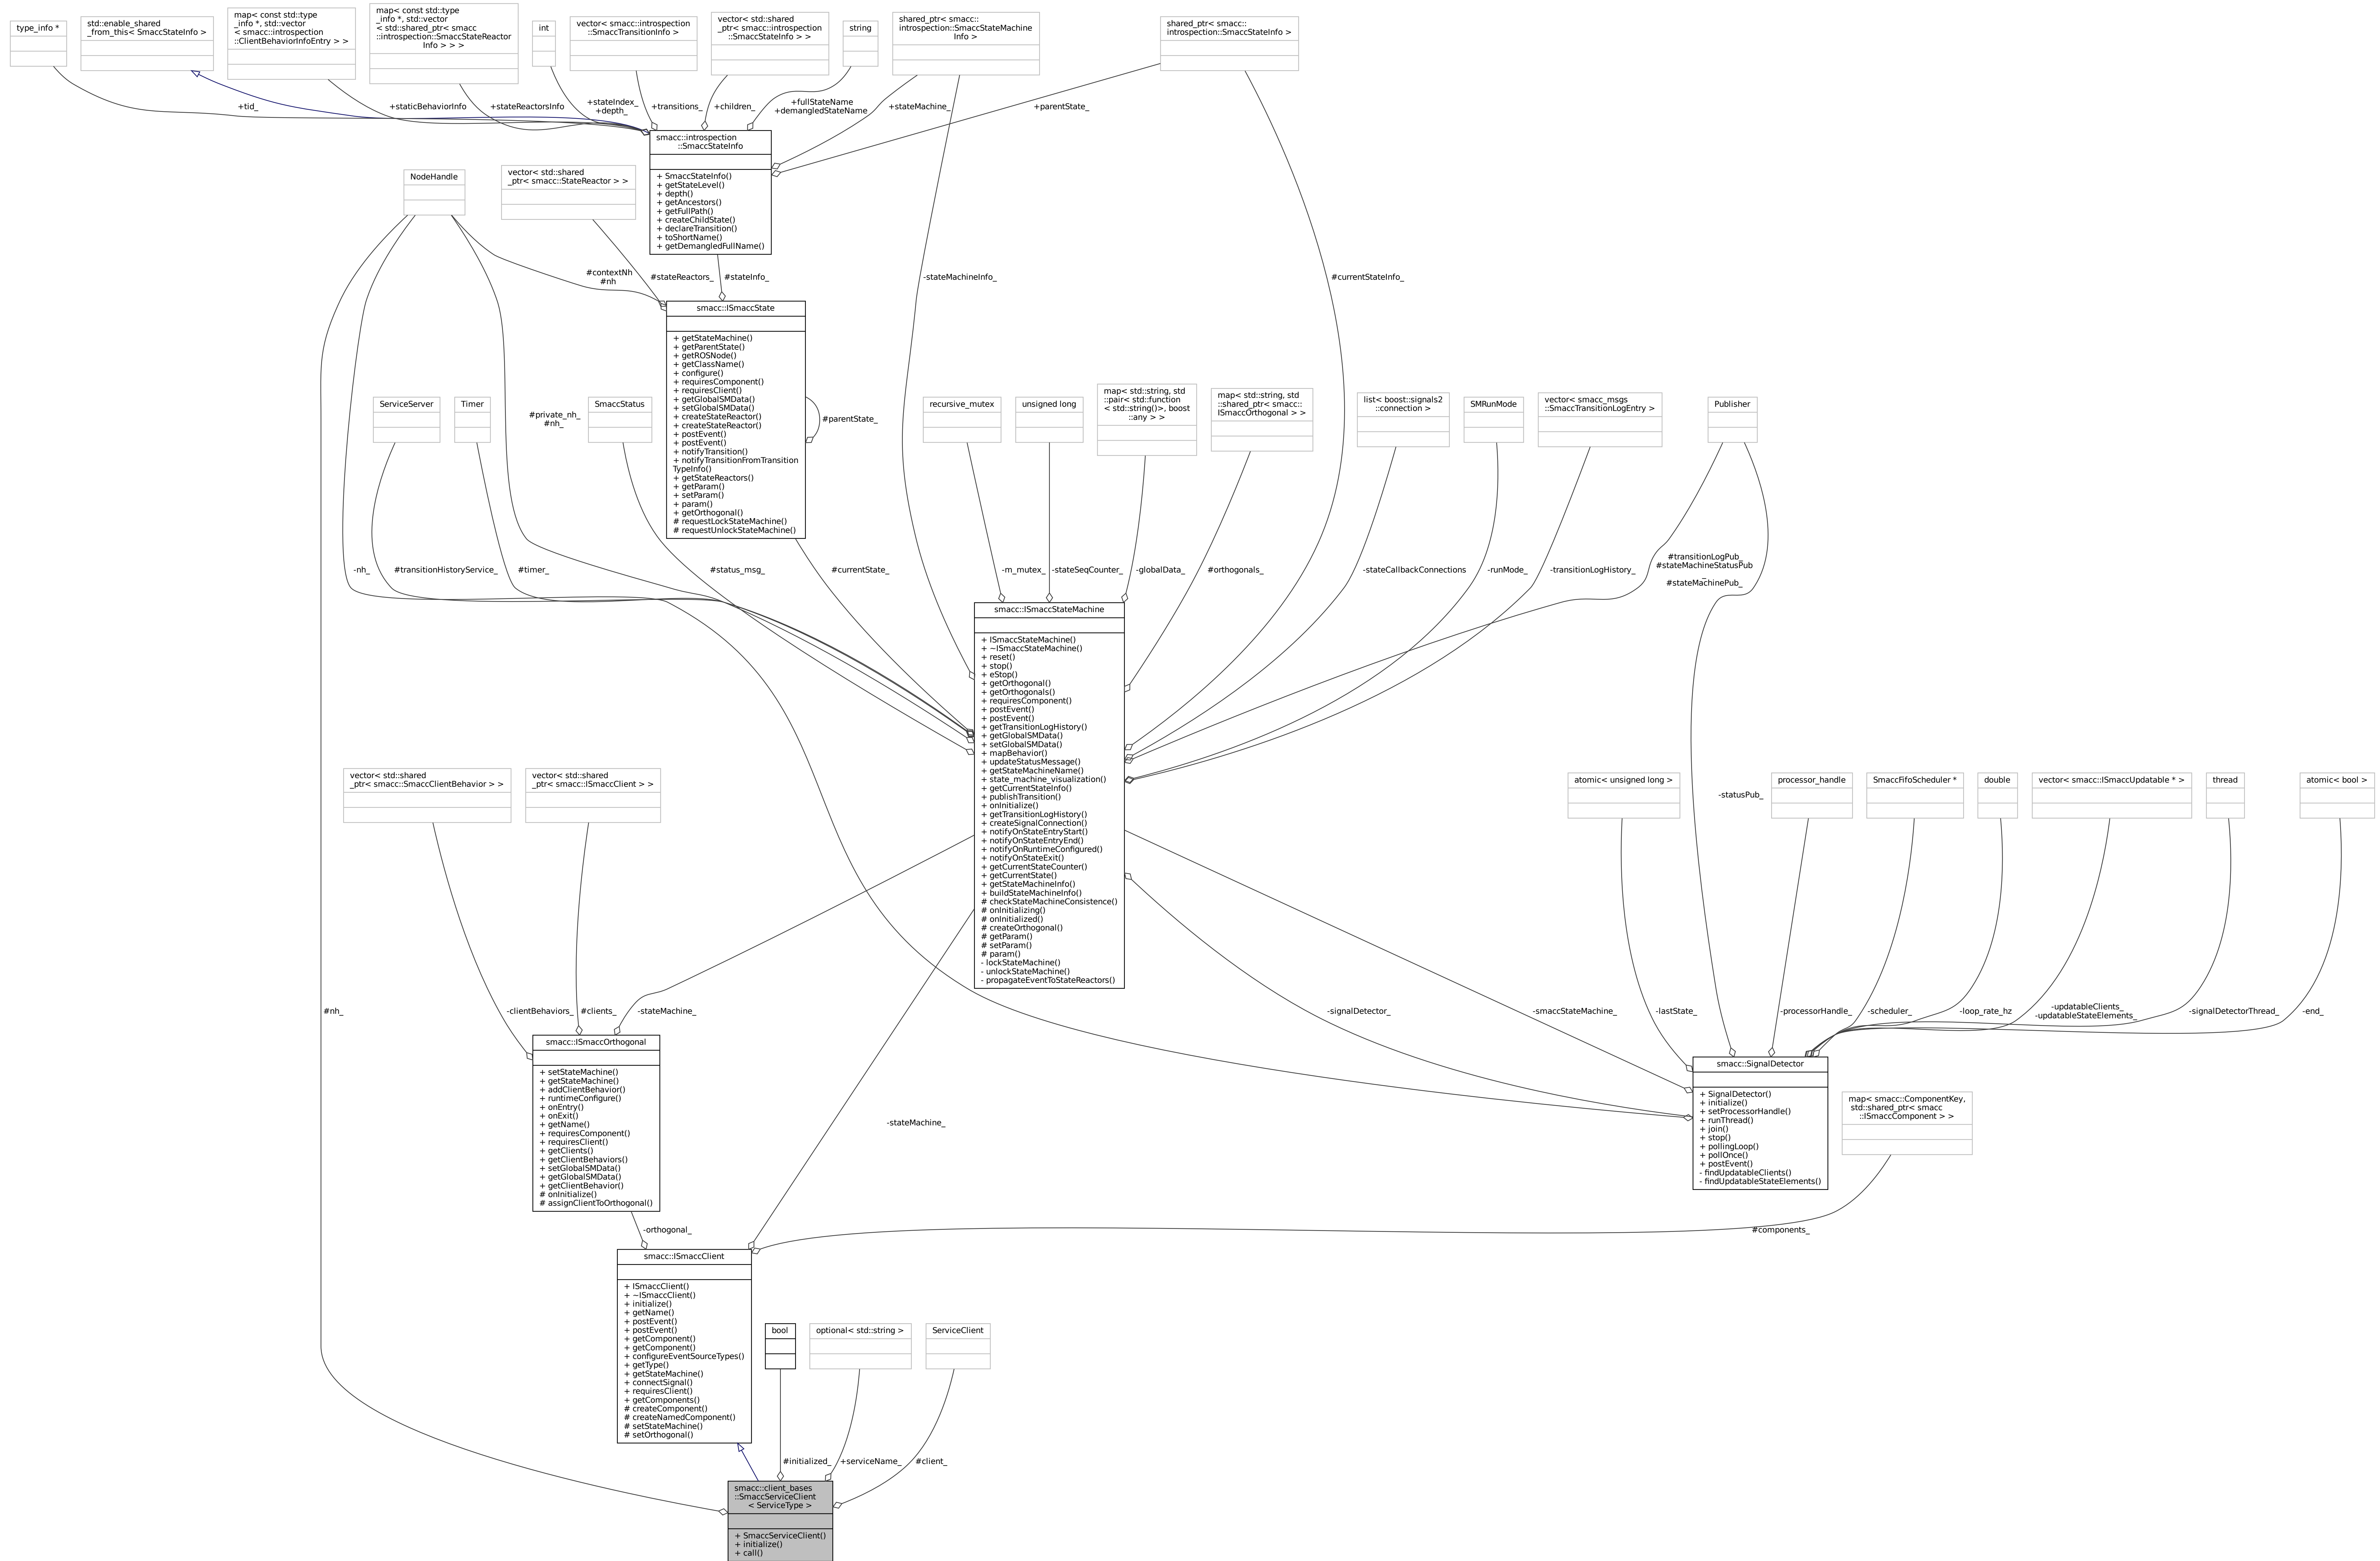 type_info *
std::enable_shared
_from_this< SmaccStateInfo >
map< const std::type
_info *, std::vector
< smacc::introspection
::ClientBehaviorInfoEntry > >
map< const std::type
_info *, std::vector
< std::shared_ptr< smacc
::introspection::SmaccStateReactor
Info > > >
int
vector< smacc::introspection
::SmaccTransitionInfo >
vector< std::shared
_ptr< smacc::introspection
::SmaccStateInfo > >
string
shared_ptr< smacc::
introspection::SmaccStateMachine
Info >
shared_ptr< smacc::
introspection::SmaccStateInfo >
+tid_
+staticBehaviorInfo
+stateReactorsInfo
+stateIndex_
+depth_
+transitions_
+children_
+fullStateName
+demangledStateName
+stateMachine_
+parentState_
smacc::introspection
::SmaccStateInfo
+ SmaccStateInfo()
+ getStateLevel()
+ depth()
+ getAncestors()
+ getFullPath()
+ createChildState()
+ declareTransition()
+ toShortName()
+ getDemangledFullName()
NodeHandle
vector< std::shared
_ptr< smacc::StateReactor > >
#contextNh
#nh
#stateReactors_
#stateInfo_
-stateMachineInfo_
#currentStateInfo_
smacc::ISmaccState
+ getStateMachine()
+ getParentState()
+ getROSNode()
+ getClassName()
+ configure()
+ requiresComponent()
+ requiresClient()
+ getGlobalSMData()
+ setGlobalSMData()
+ createStateReactor()
+ createStateReactor()
+ postEvent()
+ postEvent()
+ notifyTransition()
+ notifyTransitionFromTransition
TypeInfo()
+ getStateReactors()
+ getParam()
+ setParam()
+ param()
+ getOrthogonal()
# requestLockStateMachine()
# requestUnlockStateMachine()
#parentState_
ServiceServer
Timer
#private_nh_
#nh_
SmaccStatus
recursive_mutex
unsigned long
map< std::string, std
::pair< std::function
< std::string()>, boost
::any > >
map< std::string, std
::shared_ptr< smacc::
ISmaccOrthogonal > >
list< boost::signals2
::connection >
SMRunMode
vector< smacc_msgs
::SmaccTransitionLogEntry >
Publisher
-nh_
#transitionHistoryService_
#timer_
#status_msg_
#currentState_
-m_mutex_
-stateSeqCounter_
-globalData_
#orthogonals_
-stateCallbackConnections
-runMode_
-transitionLogHistory_
#transitionLogPub_
#stateMachineStatusPub
_
#stateMachinePub_
smacc::ISmaccStateMachine
+ ISmaccStateMachine()
+ ~ISmaccStateMachine()
+ reset()
+ stop()
+ eStop()
+ getOrthogonal()
+ getOrthogonals()
+ requiresComponent()
+ postEvent()
+ postEvent()
+ getTransitionLogHistory()
+ getGlobalSMData()
+ setGlobalSMData()
+ mapBehavior()
+ updateStatusMessage()
+ getStateMachineName()
+ state_machine_visualization()
+ getCurrentStateInfo()
+ publishTransition()
+ onInitialize()
+ getTransitionLogHistory()
+ createSignalConnection()
+ notifyOnStateEntryStart()
+ notifyOnStateEntryEnd()
+ notifyOnRuntimeConfigured()
+ notifyOnStateExit()
+ getCurrentStateCounter()
+ getCurrentState()
+ getStateMachineInfo()
+ buildStateMachineInfo()
# checkStateMachineConsistence()
# onInitializing()
# onInitialized()
# createOrthogonal()
# getParam()
# setParam()
# param()
- lockStateMachine()
- unlockStateMachine()
- propagateEventToStateReactors()
vector< std::shared
_ptr< smacc::SmaccClientBehavior > >
vector< std::shared
_ptr< smacc::ISmaccClient > >
atomic< unsigned long >
-statusPub_
processor_handle
SmaccFifoScheduler *
double
vector< smacc::ISmaccUpdatable * >
thread
atomic< bool >
#nh_
-clientBehaviors_
#clients_
-stateMachine_
-signalDetector_
-smaccStateMachine_
-lastState_
-processorHandle_
-scheduler_
-loop_rate_hz
-updatableClients_
-updatableStateElements_
-signalDetectorThread_
-end_
smacc::ISmaccOrthogonal
+ setStateMachine()
+ getStateMachine()
+ addClientBehavior()
+ runtimeConfigure()
+ onEntry()
+ onExit()
+ getName()
+ requiresComponent()
+ requiresClient()
+ getClients()
+ getClientBehaviors()
+ setGlobalSMData()
+ getGlobalSMData()
+ getClientBehavior()
# onInitialize()
# assignClientToOrthogonal()
smacc::SignalDetector
+ SignalDetector()
+ initialize()
+ setProcessorHandle()
+ runThread()
+ join()
+ stop()
+ pollingLoop()
+ pollOnce()
+ postEvent()
- findUpdatableClients()
- findUpdatableStateElements()
map< smacc::ComponentKey,
std::shared_ptr< smacc
::ISmaccComponent > >
-stateMachine_
-orthogonal_
#components_
smacc::ISmaccClient
+ ISmaccClient()
+ ~ISmaccClient()
+ initialize()
+ getName()
+ postEvent()
+ postEvent()
+ getComponent()
+ getComponent()
+ configureEventSourceTypes()
+ getType()
+ getStateMachine()
+ connectSignal()
+ requiresClient()
+ getComponents()
# createComponent()
# createNamedComponent()
# setStateMachine()
# setOrthogonal()
bool
optional< std::string >
ServiceClient
#initialized_
+serviceName_
#client_
smacc::client_bases
::SmaccServiceClient
< ServiceType >
+ SmaccServiceClient()
+ initialize()
+ call()